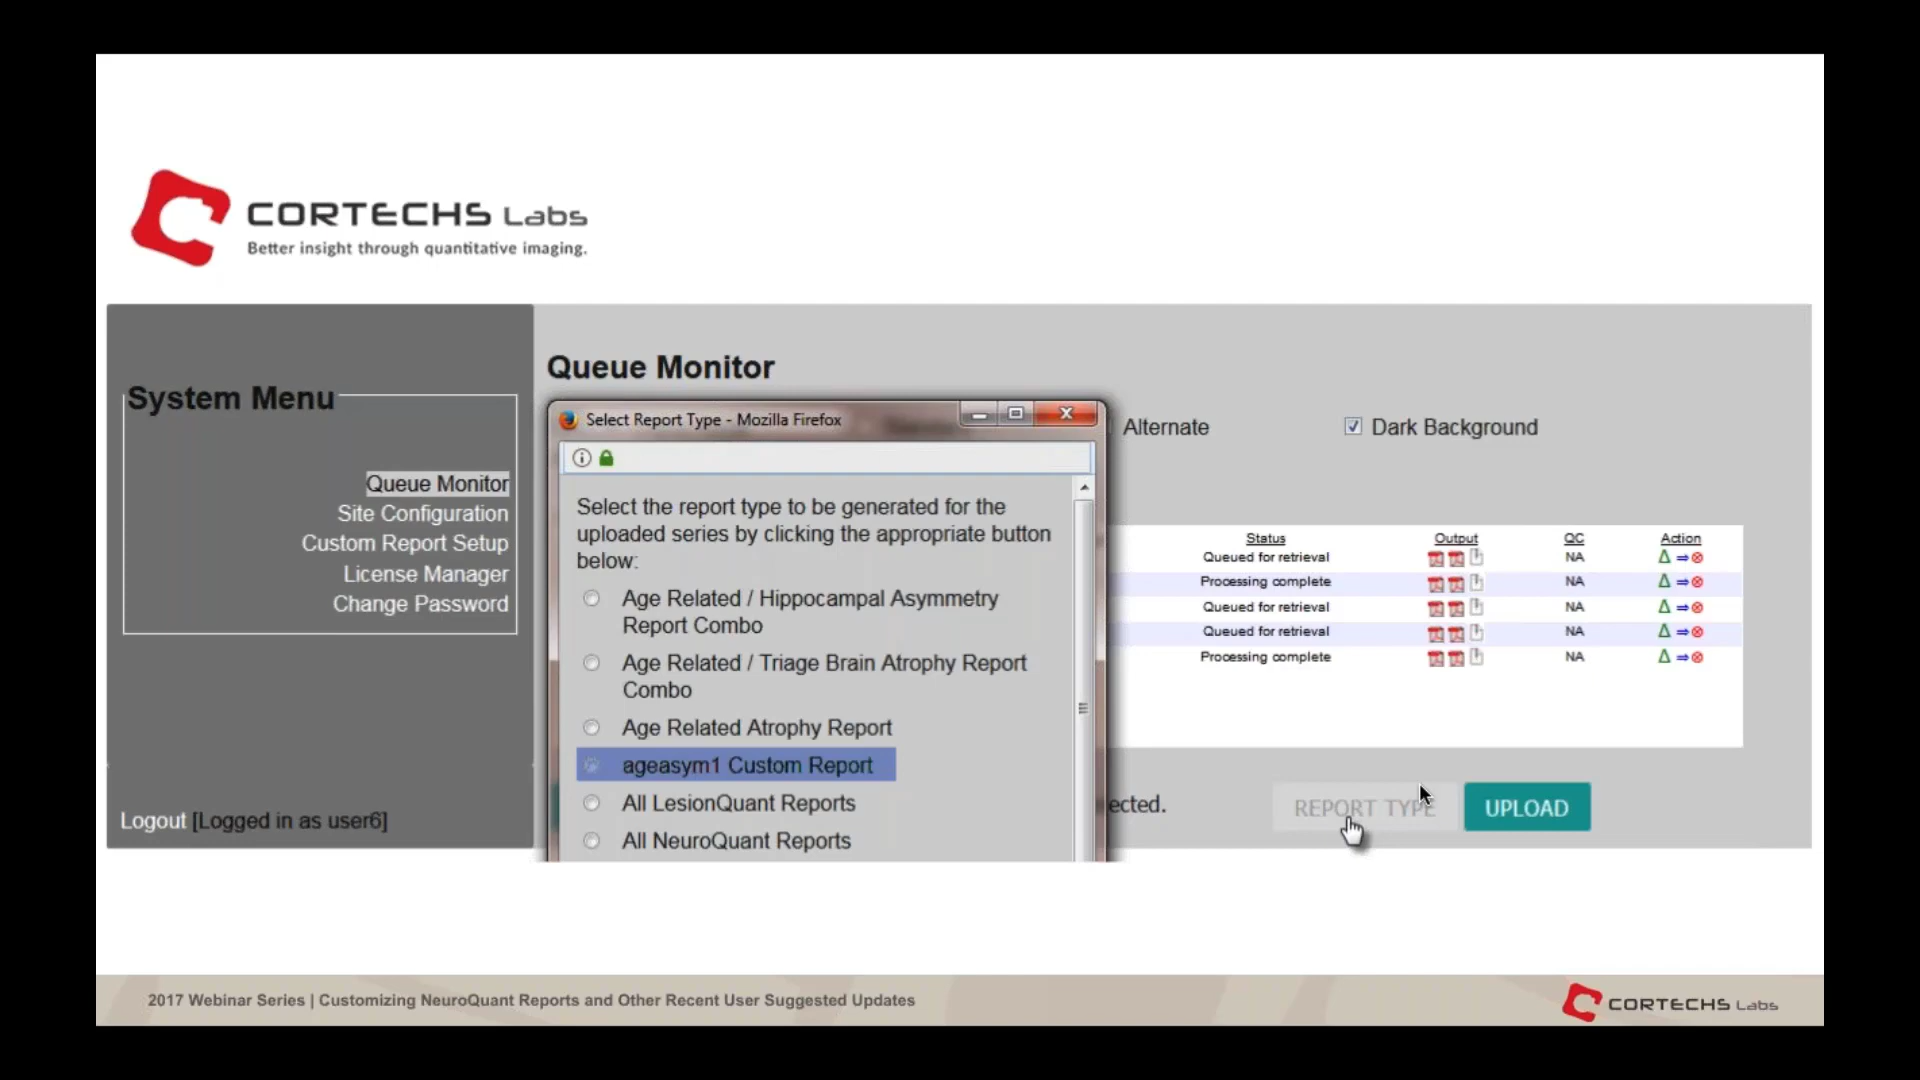 CORTECHS Labs
Better insight through quantitative imaging.
System Menu
Queue Monitor
Site Configuration
Custom Report Setup
License Manager
Change Password
Logout [Logged in as user6]
Queue Monitor
Select Report Type - Mozilla Firefox
Select the report type to be generated for the
uploaded series by clicking the appropriate button
below:
Age Related / Hippocampal Asymmetry
Report Combo
Age Related / Triage Brain Atrophy Report
Combo
Age Related Atrophy Report
ageasym1 Custom Report
All LesionQuant Reports
All NeuroQuant Reports
Alternate
Dark Background
Status Output QC Action
Queued for retrieval NA
Processing complete NA
Queued for retrieval NA
Queued for retrieval NA
Processing complete NA
ected.
REPORT TYPE
UPLOAD
2017 Webinar Series | Customizing NeuroQuant Reports and Other Recent User Suggested Updates
CORTECHS Labs